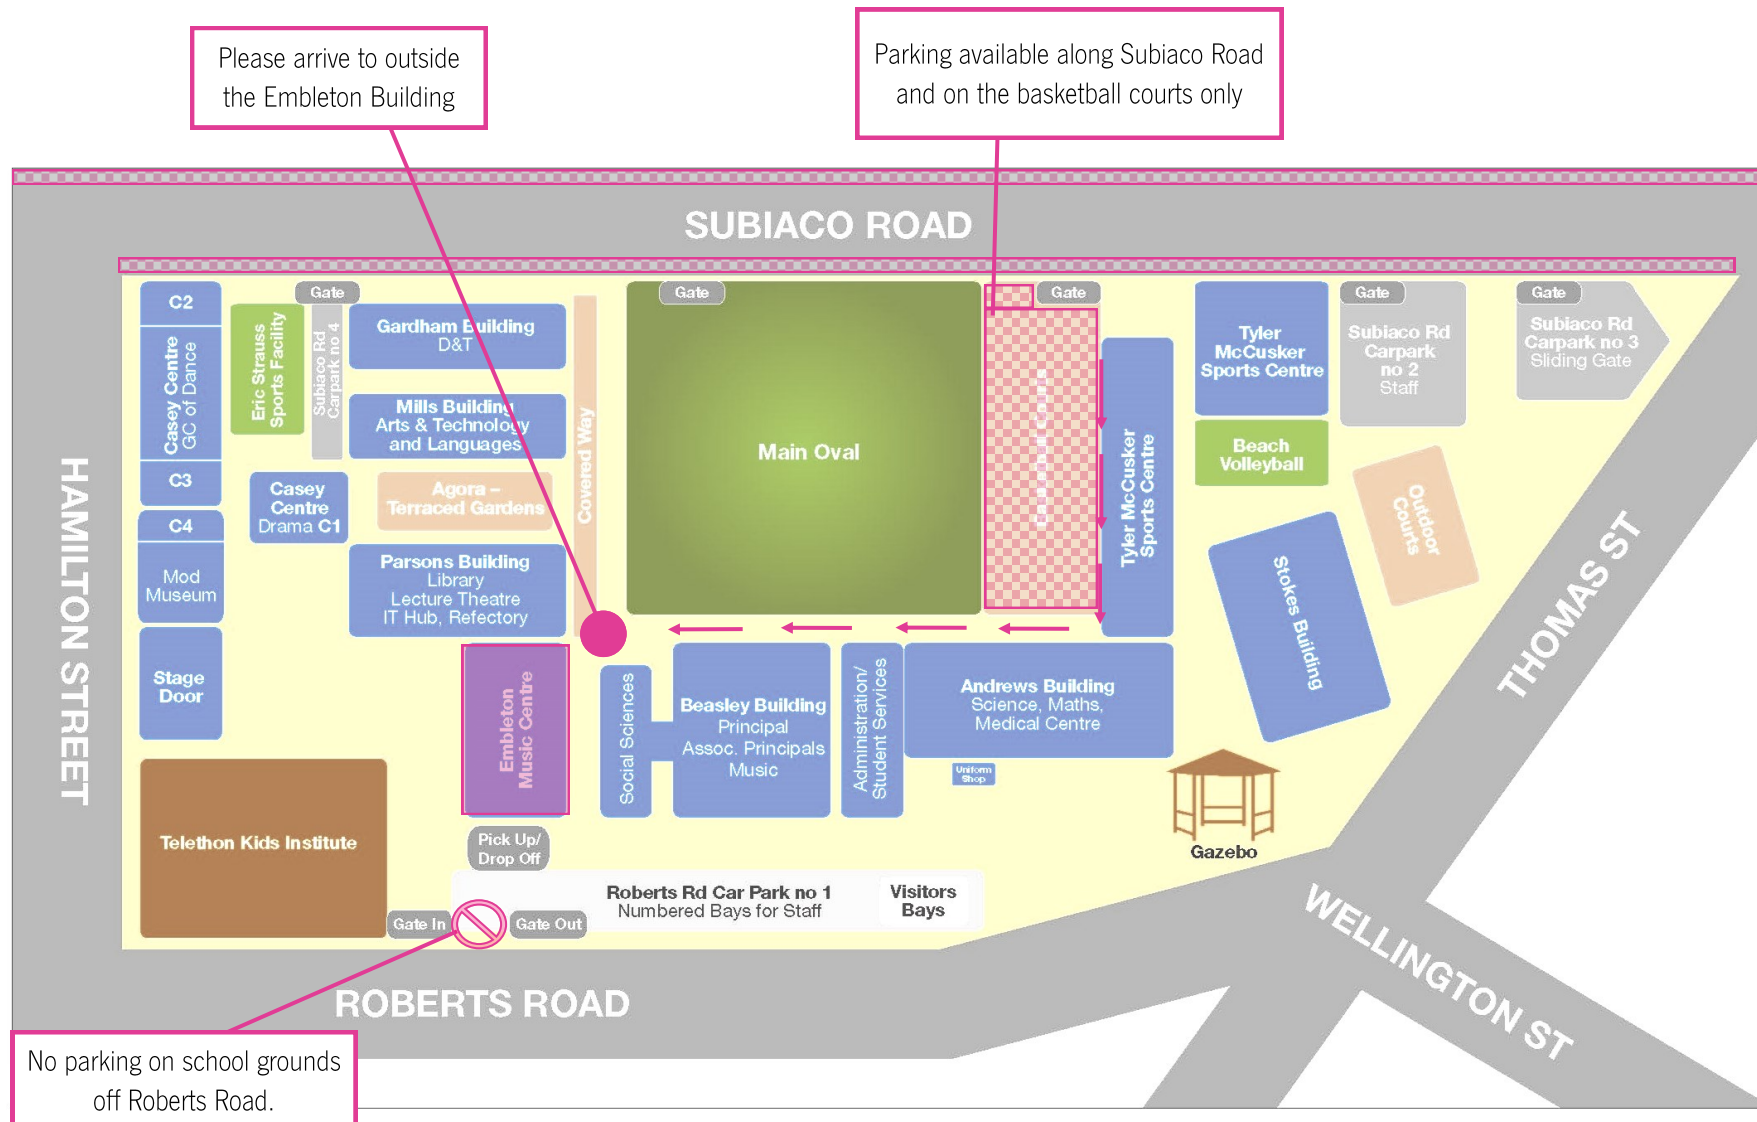 Please arrive to outside
the Embleton Building
Parking available along Subiaco Road
and on the basketball courts only
SUBIACO ROAD
HAMILTON STREET
THOMAS ST
WELLINGTON ST
ROBERTS ROAD
C2
Casey Centre
GC of Dance
C3
C4
Mod
Museum
Stage
Door
Eric Strauss
Sports Facility
Gate
Subiaco Rd
Carpark no 4
Gardham Building
D&T
Mills Building
Arts & Technology
and Languages
Casey
Centre
Drama C1
Agora –
Terraced Gardens
Parsons Building
Library
Lecture Theatre
IT Hub, Refectory
Covered Way
Gate
Main Oval
Gate
Tyler McCusker
Sports Centre
Tyler
McCusker
Sports Centre
Beach
Volleyball
Gate
Subiaco Rd
Carpark
no 2
Staff
Gate
Subiaco Rd
Carpark no 3
Sliding Gate
Outdoor
Courts
Stokes Building
Embleton
Music Centre
Social Sciences
Beasley Building
Principal
Assoc. Principals
Music
Administration/
Student Services
Andrews Building
Science, Maths,
Medical Centre
Uniform
Shop
Gazebo
Telethon Kids Institute
Pick Up/
Drop Off
Roberts Rd Car Park no 1
Numbered Bays for Staff
Visitors
Bays
Gate In
Gate Out
No parking on school grounds
off Roberts Road.